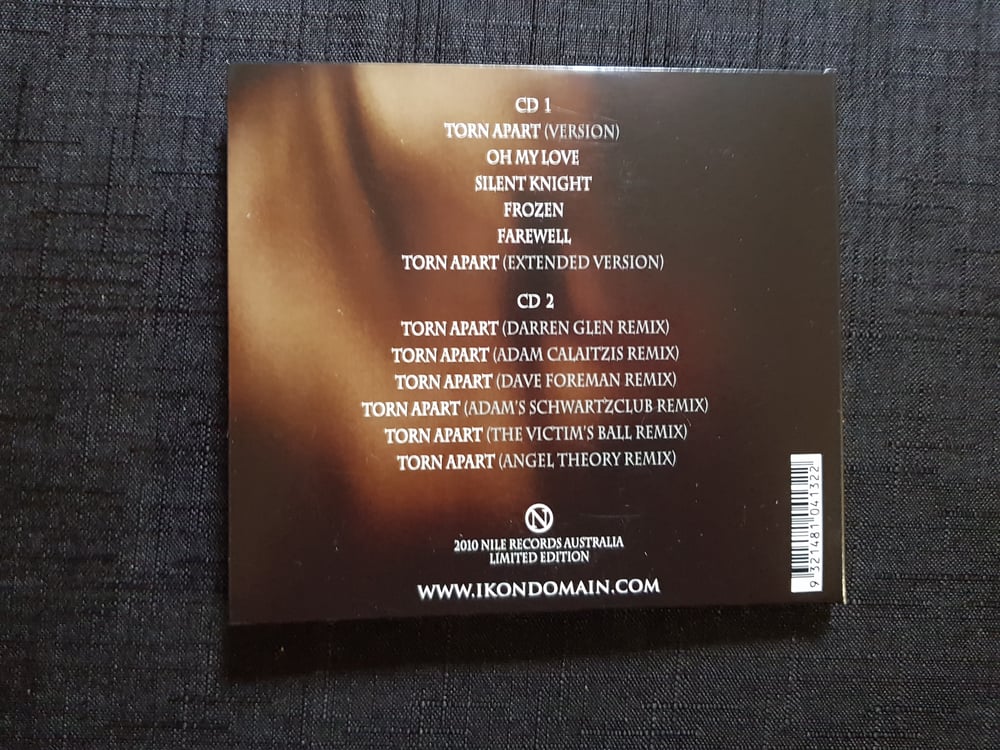 CD 1
TORN APART (VERSION)
OH MY LOVE
SILENT KNIGHT
FROZEN
FAREWELL
TORN APART (EXTENDED VERSION)
CD 2
TORN APART (DARREN GLEN REMIX)
TORN APART (ADAM CALAITZIS REMIX)
TORN APART (DAVE FOREMAN REMIX)
TORN APART (ADAM'S SCHWARTZCLUB REMIX)
TORN APART (THE VICTIM'S BALL REMIX)
TORN APART (ANGEL THEORY REMIX)
N
2010 NILE RECORDS AUSTRALIA
LIMITED EDITION
WWW.IKONDOMAIN.COM
9 321481 041322